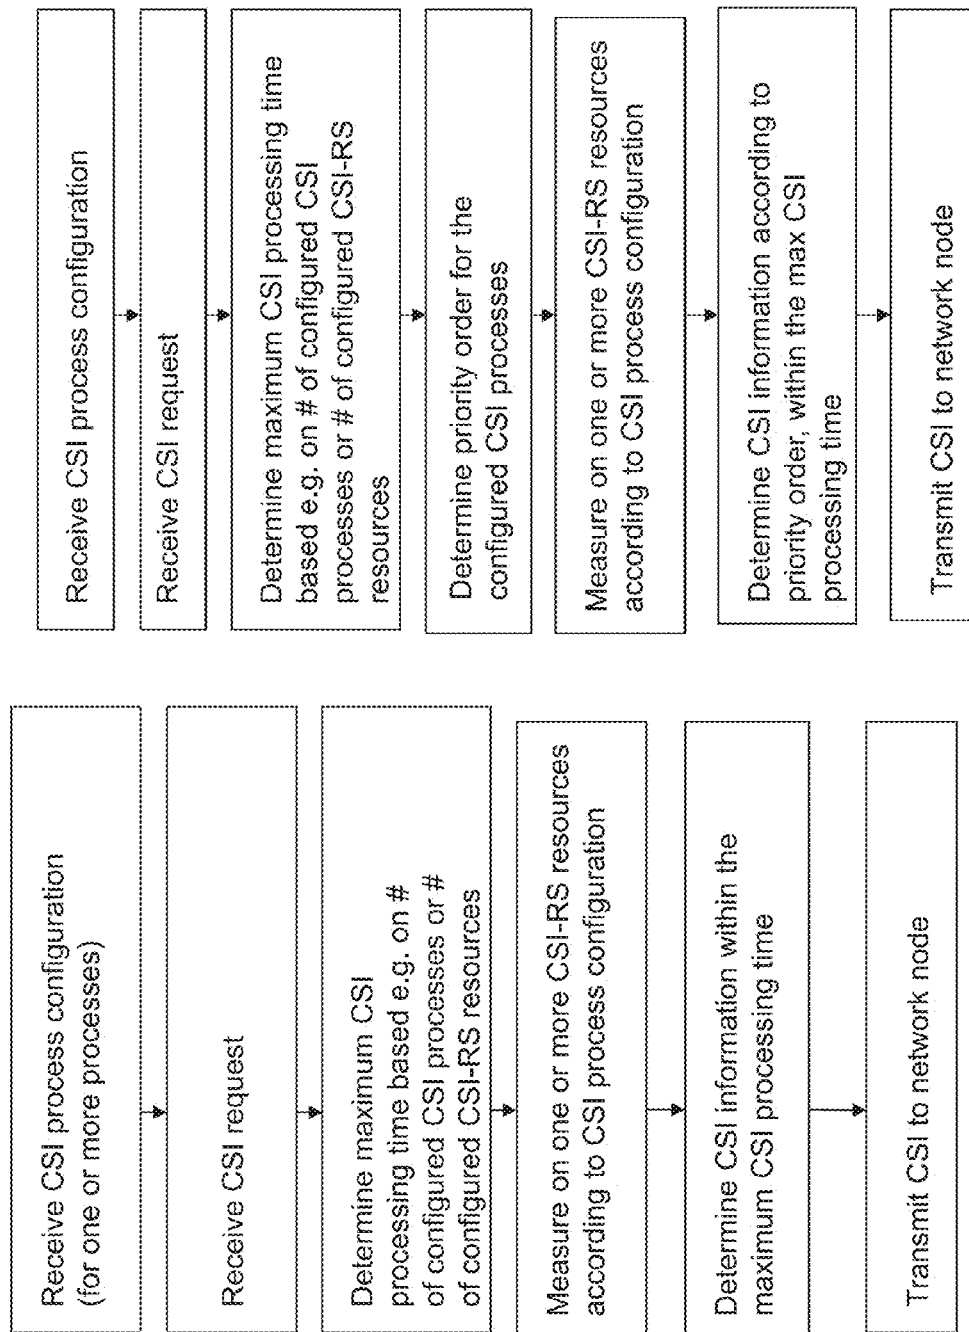 Receive CSI process configuration
(for one or more processes)
Receive CSI request
Determine maximum CSI
processing time based e.g. on #
of configured CSI processes or #
of configured CSI-RS resources
Measure on one or more CSI-RS resources
according to CSI process configuration
Determine CSI information within the
maximum CSI processing time
Transmit CSI to network node
Receive CSI process configuration
Receive CSI request
Determine maximum CSI processing time
based e.g. on # of configured CSI
processes or # of configured CSI-RS
resources
Determine priority order for the
configured CSI processes
Measure on one or more CSI-RS resources
according to CSI process configuration
Determine CSI information according to
priority order, within the max CSI
processing time
Transmit CSI to network node